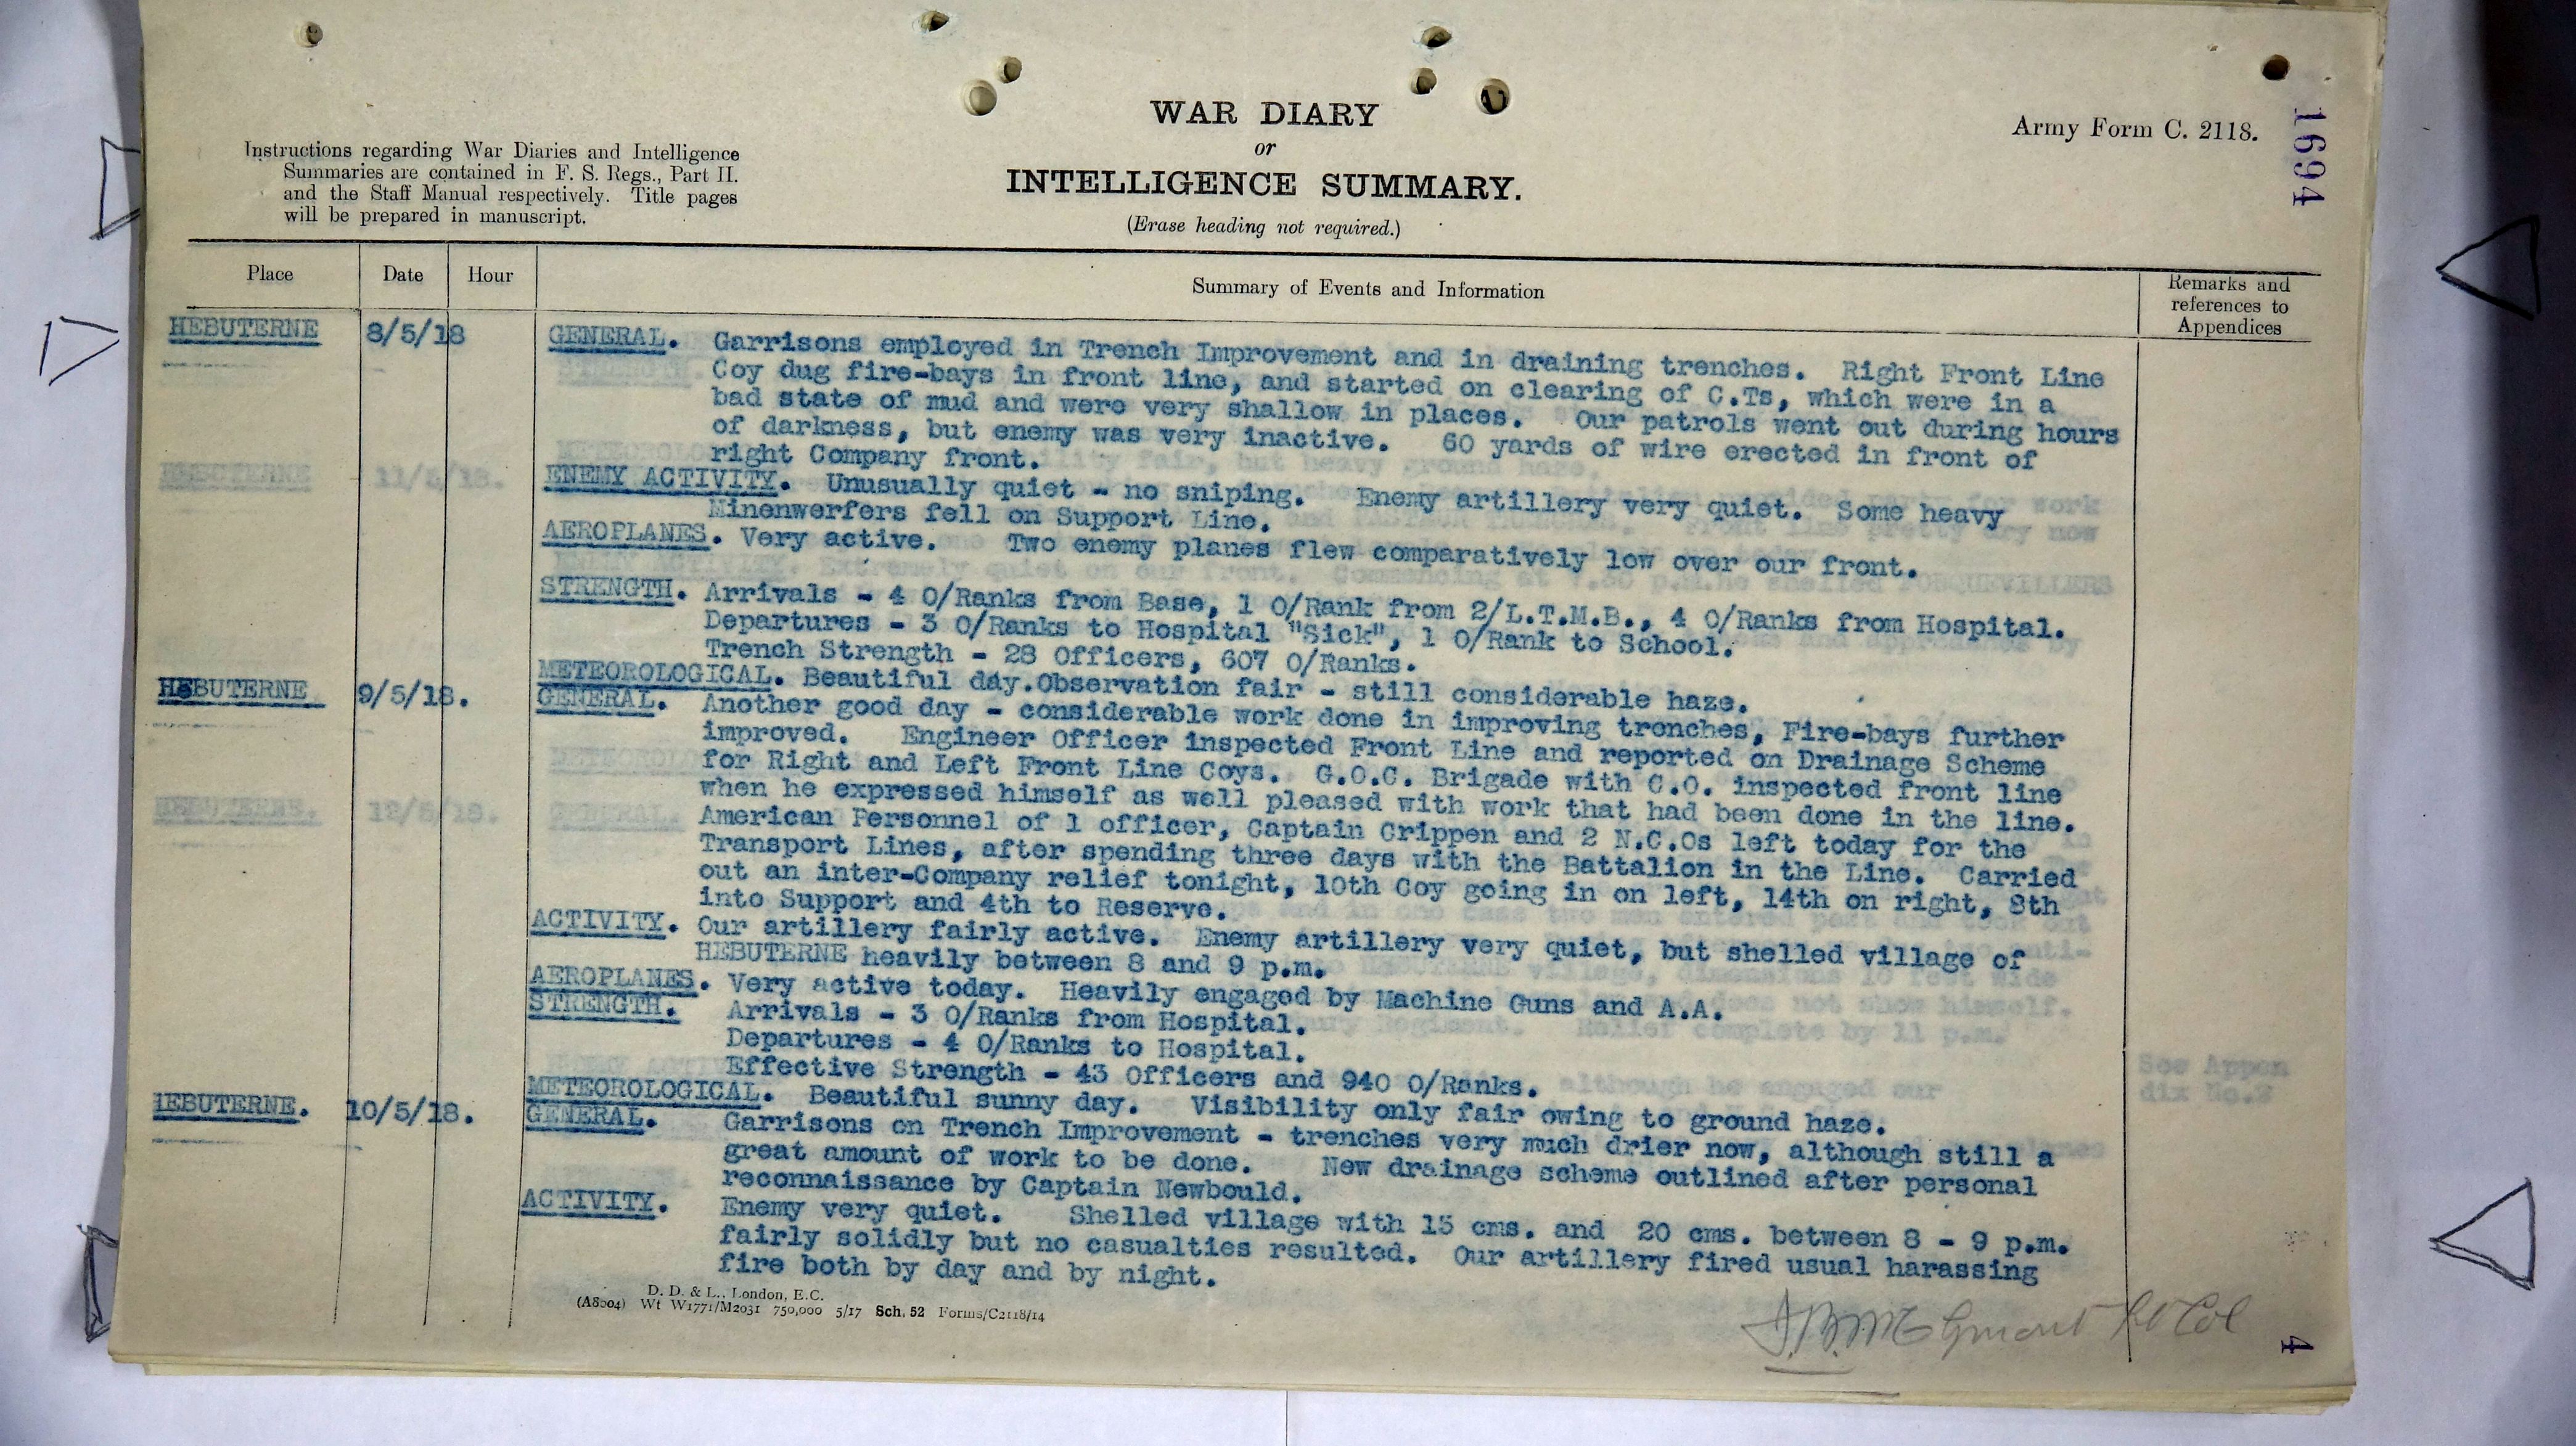 WAR DIARY
or
INTELLIGENCE SUMMARY.
(Erase heading not required.)
Army Form C. 2118.
1694
Instructions regarding War Diaries and Intelligence
Summaries are contained in F. S. Regs., Part II.
and the Staff Manual respectively. Title pages
will be prepared in manuscript.
Place Date Hour Summary of Events and Information Remarks and
references to
Appendices
HEBUTERNE 8/5/18 GENERAL. Garrisons employed in Trench Improvement and in draining trenches. Right Front Line
Coy dug fire-bays in front line, and started on clearing of C.Ts, which were in a
bad state of mud and were very shallow in places. Our patrols went out during hours
of darkness, but enemy was very inactive. 60 yards of wire erected in front of
right Company front.
ENEMY ACTIVITY. Unusually quiet - no sniping. Enemy artillery very quiet. Some heavy
Minenwerfers fell on Support Line.
AEROPLANES. Very active. Two enemy planes flew comparatively low over our front.
STRENGTH. Arrivals - 4 O/Ranks from Base, 1 O/Rank from 2/L.T.M.B., 4 O/Ranks from Hospital.
Departures - 3 O/Ranks to Hospital "Sick", 1 O/Rank to School.
Trench Strength - 28 Officers, 607 O/Ranks.
METEOROLOGICAL. Beautiful day.Observation fair - still considerable haze.
HEBUTERNE 9/5/18. GENERAL. Another good day - considerable work done in improving trenches, Fire-bays further
improved. Engineer Officer inspected Front Line and reported on Drainage Scheme
for Right and Left Front Line Coys. G.O.C. Brigade with C.O. inspected front line
when he expressed himself as well pleased with work that had been done in the line.
American Personnel of 1 officer, Captain Crippen and 2 N.C.Os left today for the
Transport Lines, after spending three days with the Battalion in the Line. Carried
out an inter-Company relief tonight, 10th Coy going in on left, 14th on right, 8th
into Support and 4th to Reserve.
ACTIVITY. Our artillery fairly active. Enemy artillery very quiet, but shelled village of
HEBUTERNE heavily between 8 and 9 p.m.
AEROPLANES. Very active today. Heavily engaged by Machine Guns and A.A.
STRENGTH. Arrivals - 3 O/Ranks from Hospital.
Departures - 4 O/Ranks to Hospital.
Effective Strength - 43 Officers and 940 O/Ranks.
METEOROLOGICAL. Beautiful sunny day. Visibility only fair owing to ground haze.
HEBUTERNE. 10/5/18. GENERAL. Garrisons on Trench Improvement - trenches very much drier now, although still a
great amount of work to be done. New drainage scheme outlined after personal
reconnaissance by Captain Newbould.
ACTIVITY. Enemy very quiet. Shelled village with 15 cms. and 20 cms. between 8 - 9 p.m.
fairly solidly but no casualties resulted. Our artillery fired usual harassing
fire both by day and by night.
D. D. & L., London, E.C.
(A8004) Wt W1771/M2031 750,000 5/17 Sch. 52 Forms/C2118/14
Lt Col
4